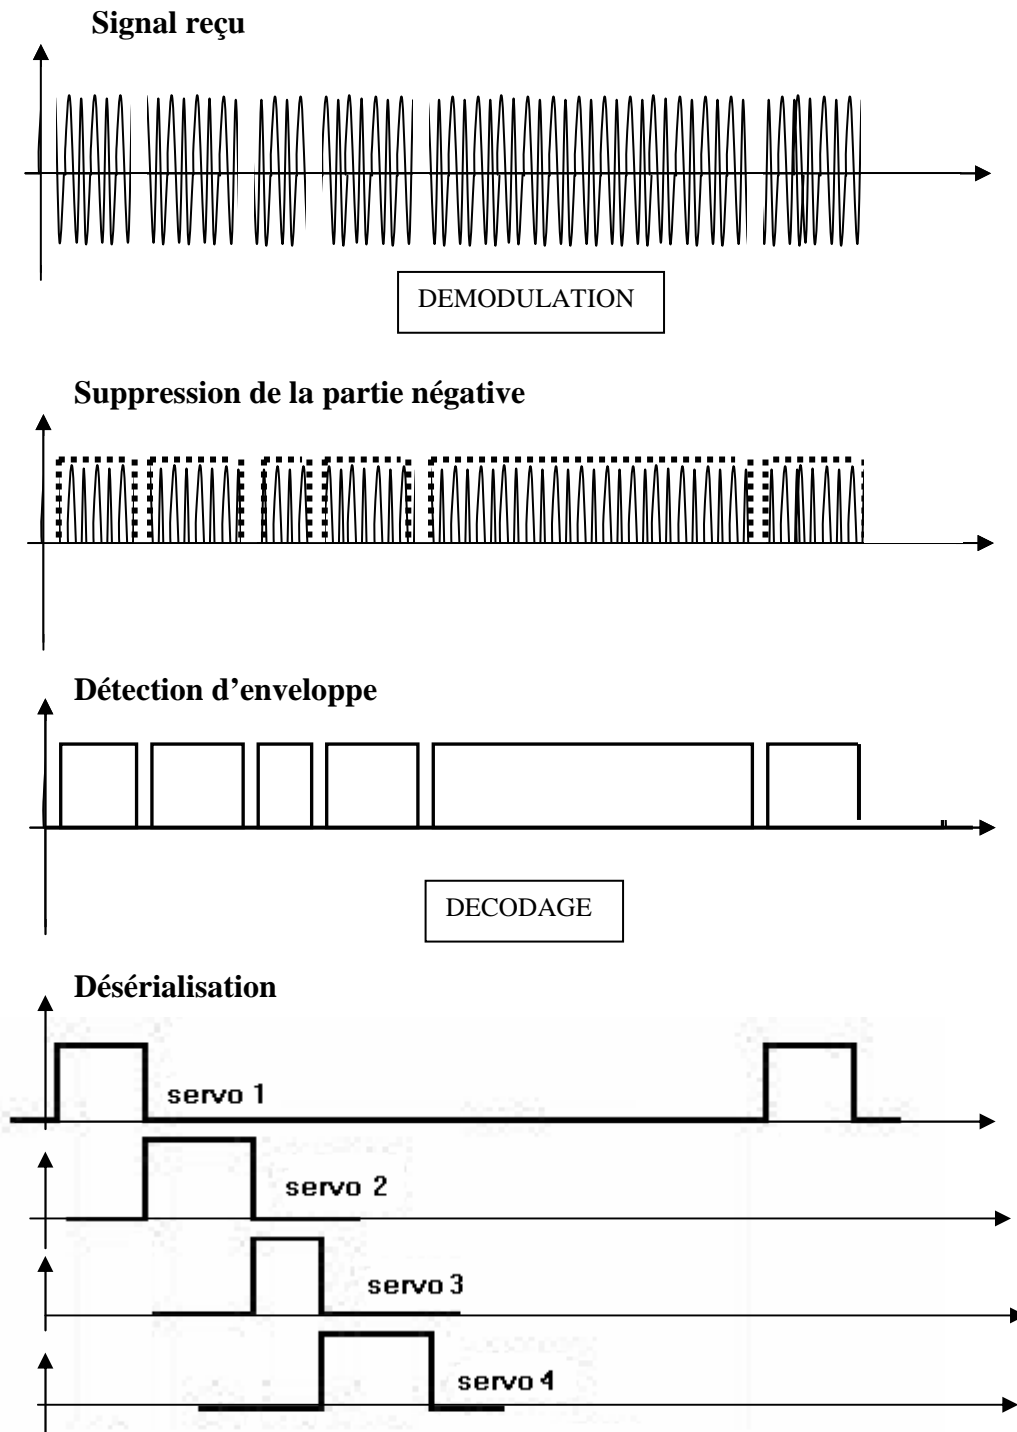 Signal reçu
DEMODULATION
Suppression de la partie négative
Détection d’enveloppe
DECODAGE
Désérialisation
servo 1
servo 2
servo 3
servo 4